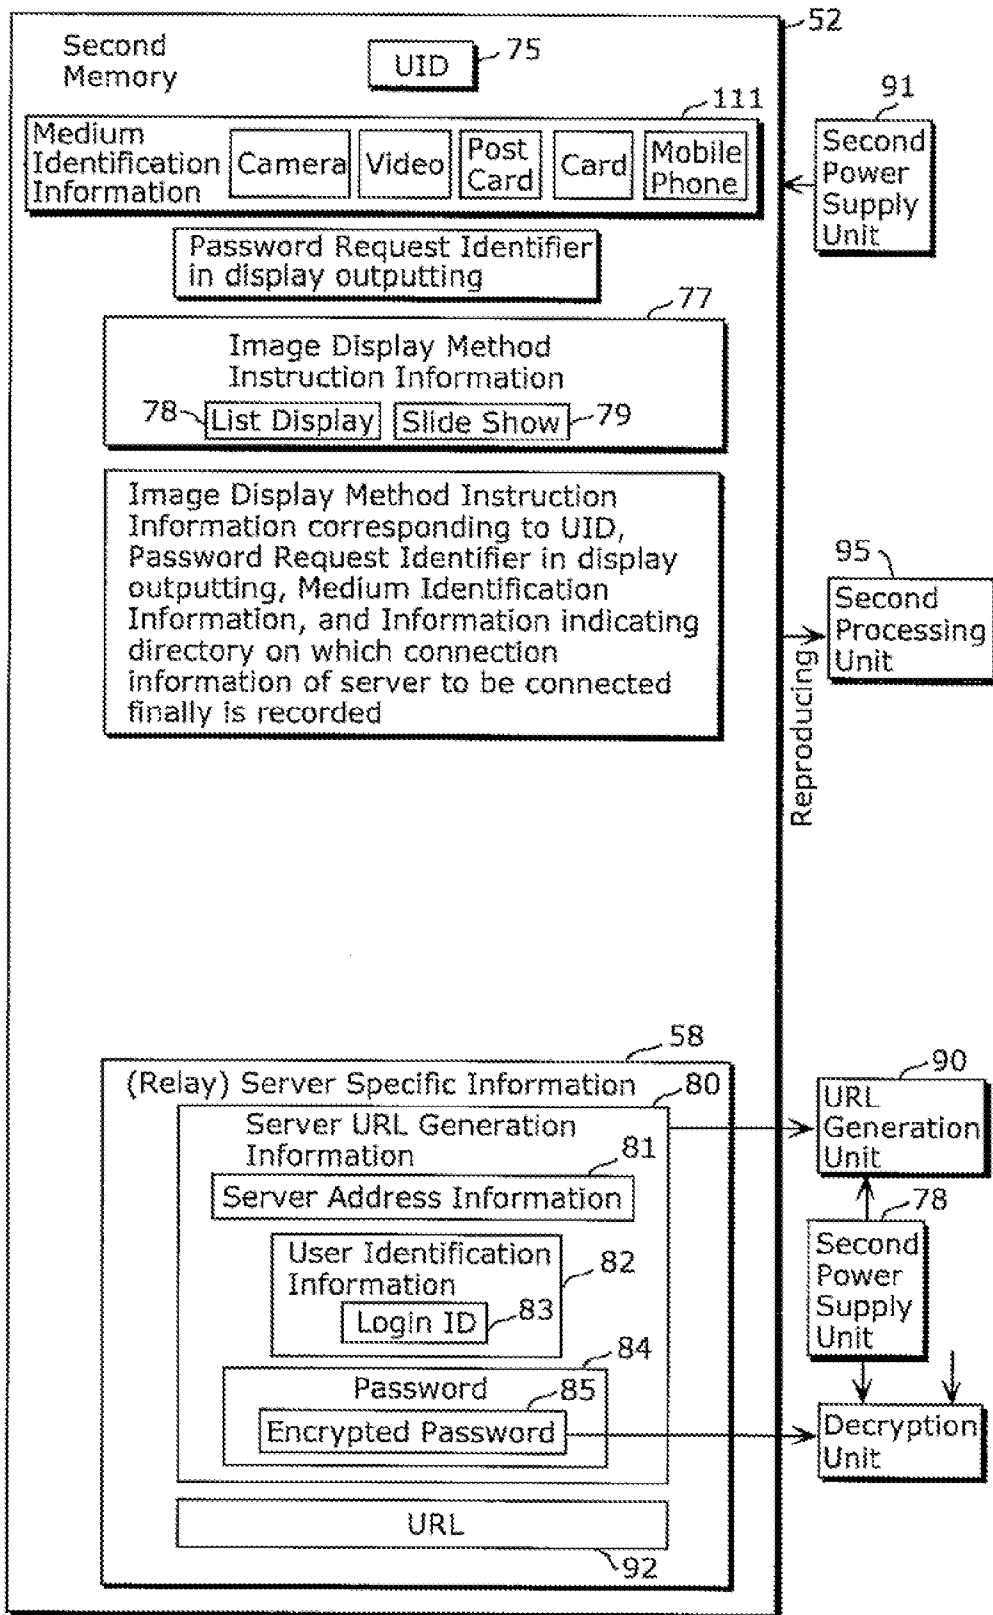 52
Second
Memory
UID
75
111
Medium
Identification
Information
Camera
Video
Post
Card
Card
Mobile
Phone
91
Second
Power
Supply
Unit
Password Request Identifier
in display outputting
77
Image Display Method
Instruction Information
78
List Display
Slide Show
79
Image Display Method Instruction
Information corresponding to UID,
Password Request Identifier in display
outputting, Medium Identification
Information, and Information indicating
directory on which connection
information of server to be connected
finally is recorded
95
Second
Processing
Unit
Reproducing
58
(Relay) Server Specific Information
80
Server URL Generation
Information
81
Server Address Information
User Identification
Information
82
Login ID
83
84
Password
85
Encrypted Password
URL
92
90
URL
Generation
Unit
78
Second
Power
Supply
Unit
Decryption
Unit